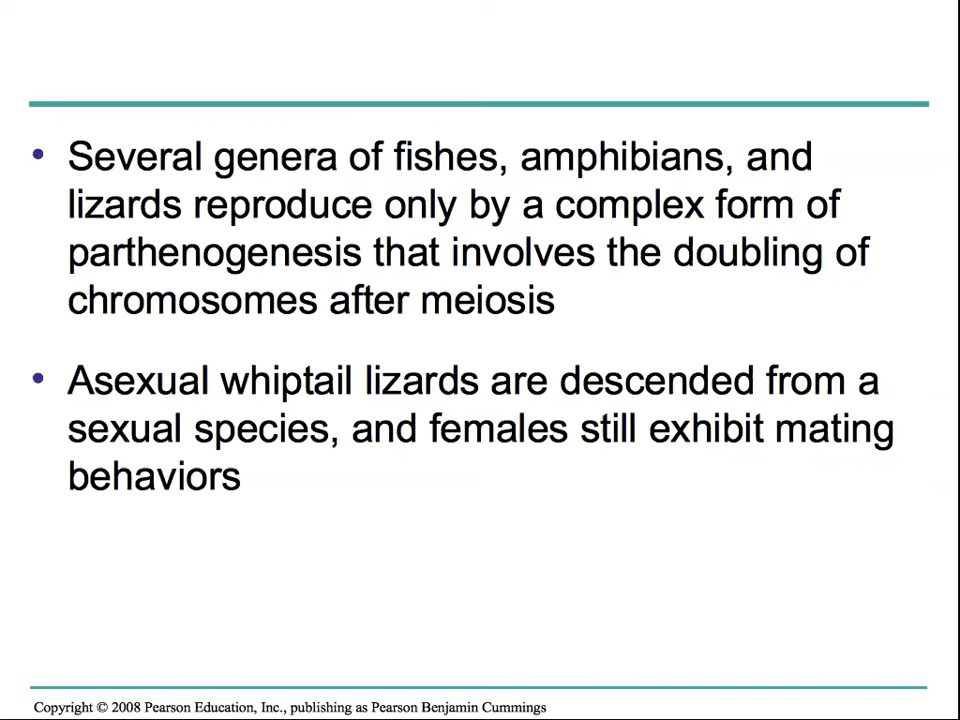 • Several genera of fishes, amphibians, and
lizards reproduce only by a complex form of
parthenogenesis that involves the doubling of
chromosomes after meiosis
• Asexual whiptail lizards are descended from a
sexual species, and females still exhibit mating
behaviors
Copyright © 2008 Pearson Education, Inc., publishing as Pearson Benjamin Cummings